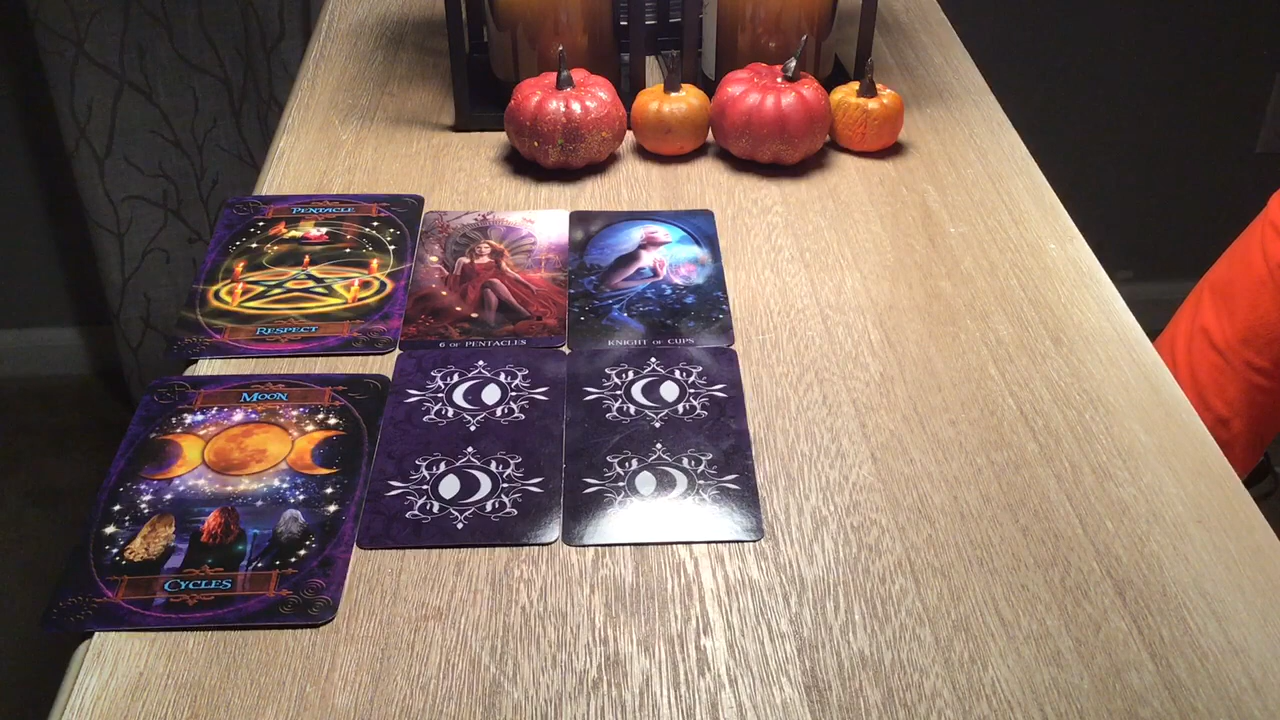 PENTACLE
RESPECT
6 OF PENTACLES
KNIGHT OF CUPS
MOON
CYCLES